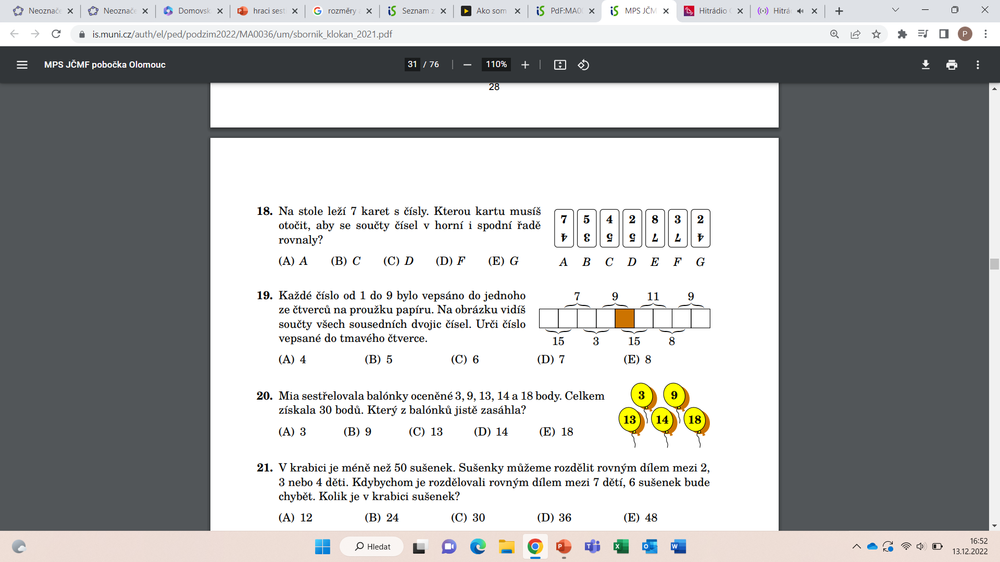 Neoznače
Neoznače
Domovsk
hraci sest
rozměry a
Seznam z
Ako som
PdF:MA00
MPS JČM
Hitrádio
Hitrá
is.muni.cz/auth/el/ped/podzim2022/MA0036/um/sbornik_klokan_2021.pdf
P
MPS JČMF pobočka Olomouc
31 / 76
110%
28
18. Na stole leží 7 karet s čísly. Kterou kartu musíš
otočit, aby se součty čísel v horní i spodní řadě
rovnaly?
(A) A (B) C (C) D (D) F (E) G
7 5 4 2 8 3 2
4 3 5 5 7 7 4
A B C D E F G
19. Každé číslo od 1 do 9 bylo vepsáno do jednoho
ze čtverců na proužku papíru. Na obrázku vidíš
součty všech sousedních dvojic čísel. Urči číslo
vepsané do tmavého čtverce.
7 9 11 9
15 3 15 8
(A) 4 (B) 5 (C) 6 (D) 7 (E) 8
20. Mia sestřelovala balónky oceněné 3, 9, 13, 14 a 18 body. Celkem
získala 30 bodů. Který z balónků jistě zasáhla?
(A) 3 (B) 9 (C) 13 (D) 14 (E) 18
3 9
13 14 18
21. V krabici je méně než 50 sušenek. Sušenky můžeme rozdělit rovným dílem mezi 2,
3 nebo 4 děti. Kdybychom je rozdělovali rovným dílem mezi 7 dětí, 6 sušenek bude
chybět. Kolik je v krabici sušenek?
(A) 12 (B) 24 (C) 30 (D) 36 (E) 48
Hledat
16:52
13.12.2022